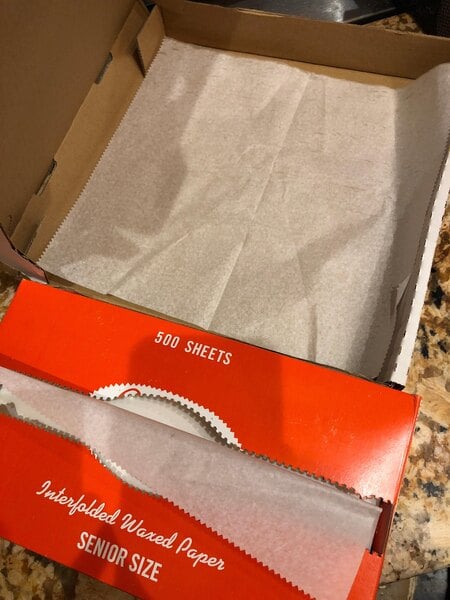 500 SHEETS
Interfolded Waxed Paper
SENIOR SIZE